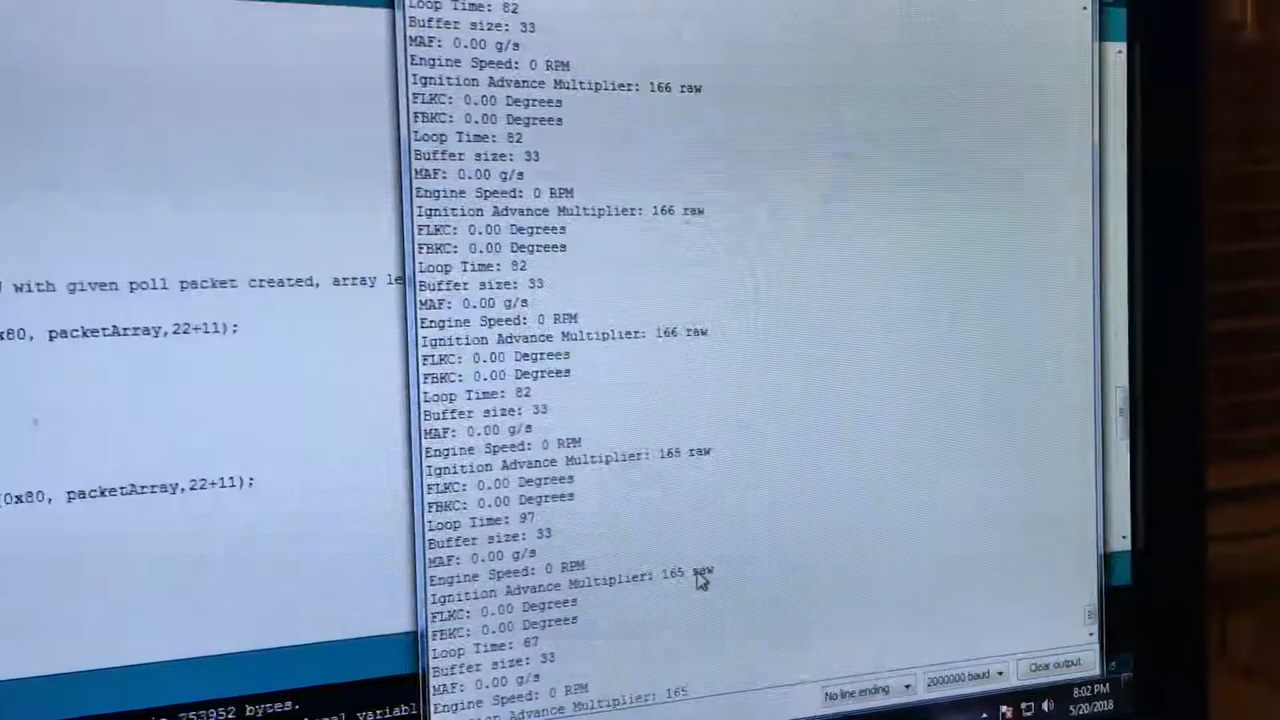 Loop Time: 82
Buffer size: 33
MAF: 0.00 g/s
Engine Speed: 0 RPM
Ignition Advance Multiplier: 166 raw
FLKC: 0.00 Degrees
FBKC: 0.00 Degrees
Loop Time: 82
Buffer size: 33
MAF: 0.00 g/s
Engine Speed: 0 RPM
Ignition Advance Multiplier: 166 raw
FLKC: 0.00 Degrees
FBKC: 0.00 Degrees
Loop Time: 82
Buffer size: 33
MAF: 0.00 g/s
Engine Speed: 0 RPM
Ignition Advance Multiplier: 166 raw
FLKC: 0.00 Degrees
FBKC: 0.00 Degrees
Loop Time: 82
Buffer size: 33
MAF: 0.00 g/s
Engine Speed: 0 RPM
Ignition Advance Multiplier: 165 raw
FLKC: 0.00 Degrees
FBKC: 0.00 Degrees
Loop Time: 97
Buffer size: 33
MAF: 0.00 g/s
Engine Speed: 0 RPM
Ignition Advance Multiplier: 165 raw
FLKC: 0.00 Degrees
FBKC: 0.00 Degrees
Loop Time: 67
Buffer size: 33
MAF: 0.00 g/s
Engine Speed: 0 RPM
Ignition Advance Multiplier: 165
with given poll packet created, array le
x80, packetArray,22+11);
(0x80, packetArray,22+11);
753952 bytes.
variabl
No line ending
2000000 baud
Clear output
8:02 PM
5/20/2018